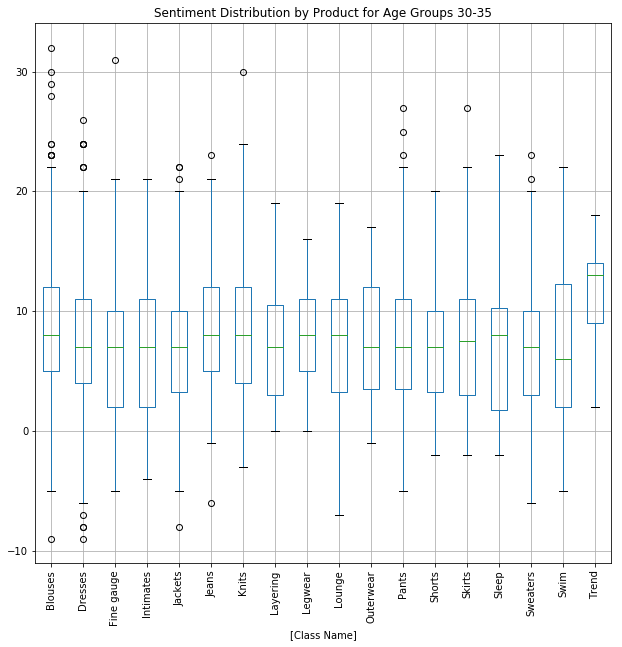 Sentiment Distribution by Product for Age Groups 30-35
30
20
10
0
−10
Blouses
Dresses
Fine gauge
Intimates
Jackets
Jeans
Knits
Layering
Legwear
Lounge
Outerwear
Pants
Shorts
Skirts
Sleep
Sweaters
Swim
Trend
[Class Name]